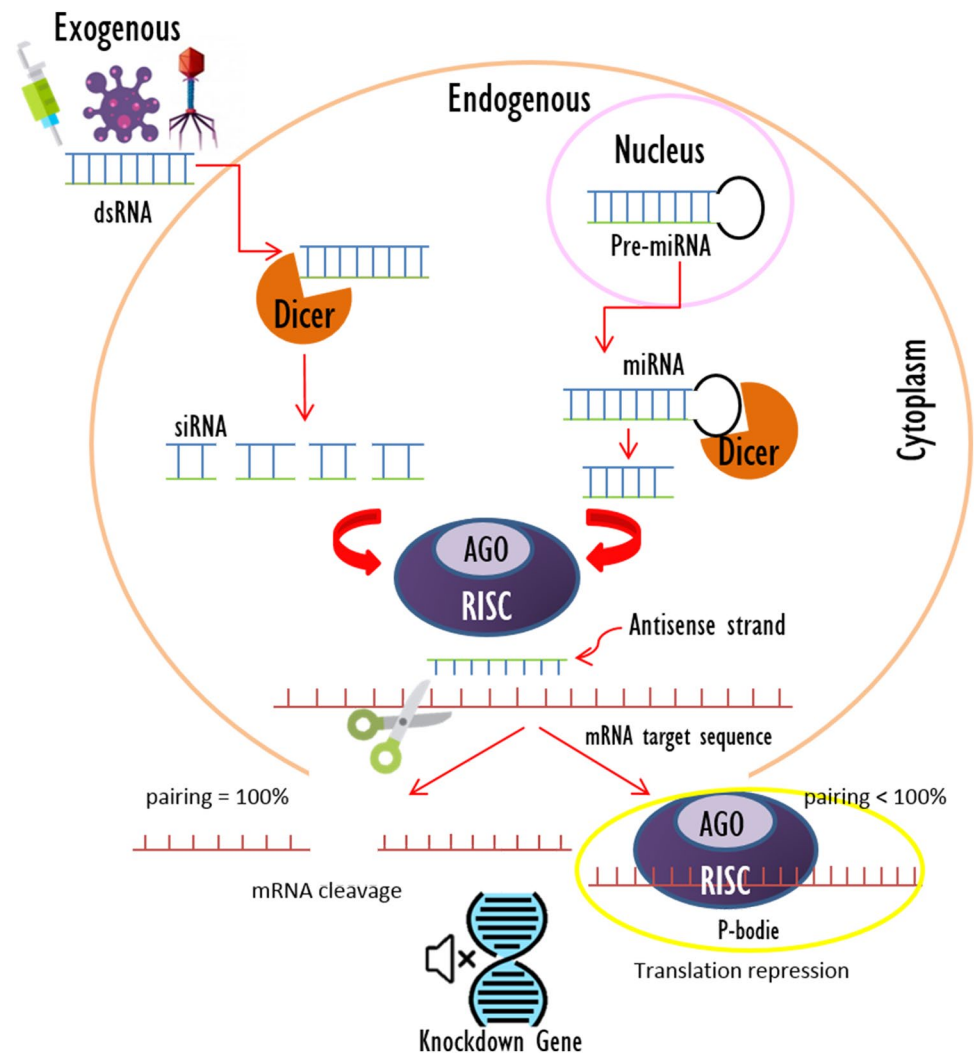 Exogenous
Endogenous
Nucleus
dsRNA
Pre-miRNA
Dicer
miRNA
Cytoplasm
siRNA
Dicer
AGO
RISC
Antisense strand
mRNA target sequence
pairing = 100%
pairing < 100%
AGO
RISC
mRNA cleavage
P-bodie
Translation repression
Knockdown Gene